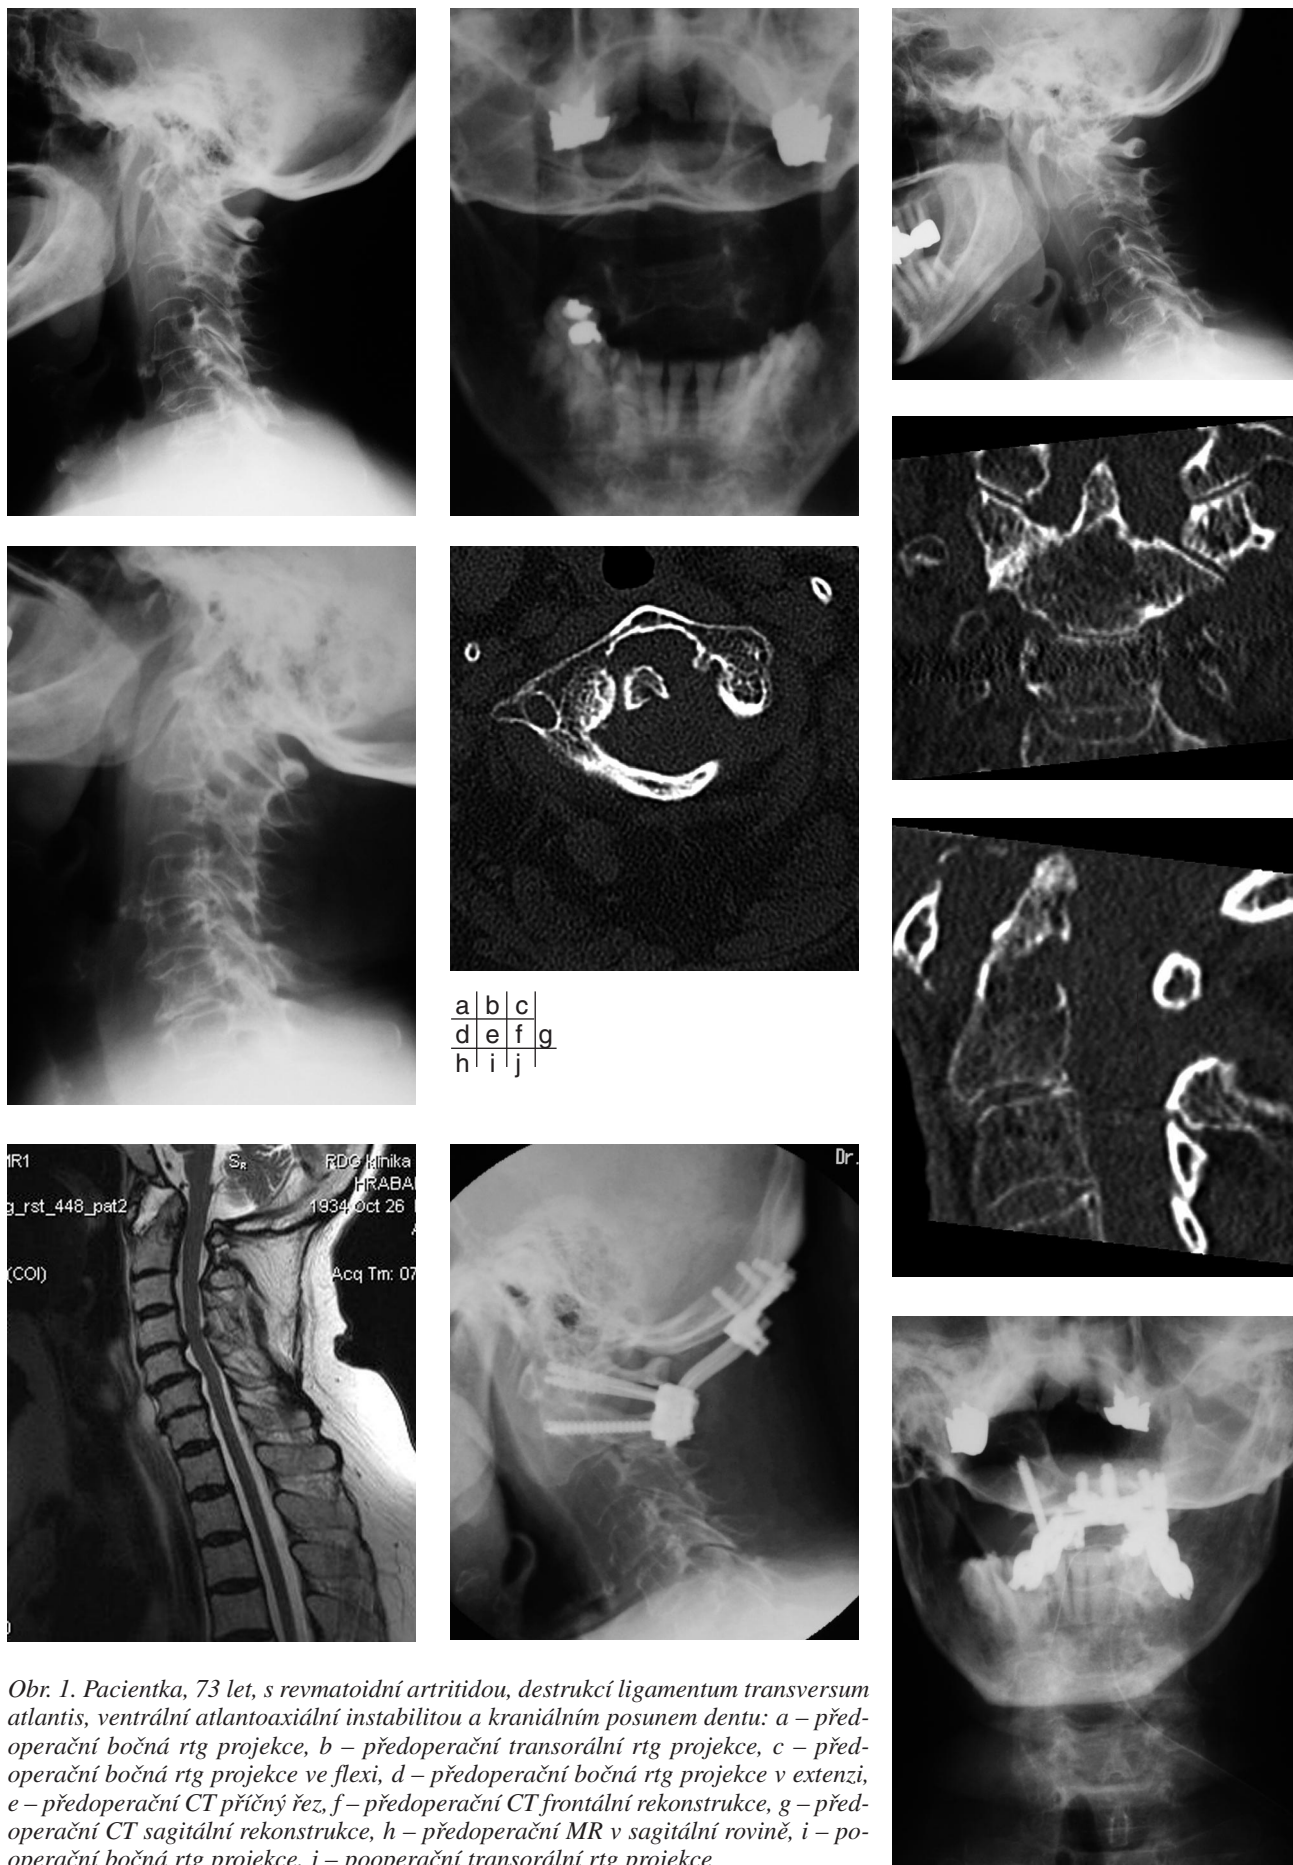 a b c
d e f g
h i j
MR1
S_R
RDG klinika
HRABA
g_rst_448_pat2
1934 Oct 26
(COI)
Acq Tm: 07
Dr.
Obr. 1. Pacientka, 73 let, s revmatoidní artritidou, destrukcí ligamentum transversum
atlantis, ventrální atlantoaxiální instabilitou a kraniálním posunem dentu: a – před-
operační bočná rtg projekce, b – předoperační transorální rtg projekce, c – před-
operační bočná rtg projekce ve flexi, d – předoperační bočná rtg projekce v extenzi,
e – předoperační CT příčný řez, f – předoperační CT frontální rekonstrukce, g – před-
operační CT sagitální rekonstrukce, h – předoperační MR v sagitální rovině, i – po-
operační bočná rtg projekce, j – pooperační transorální rtg projekce